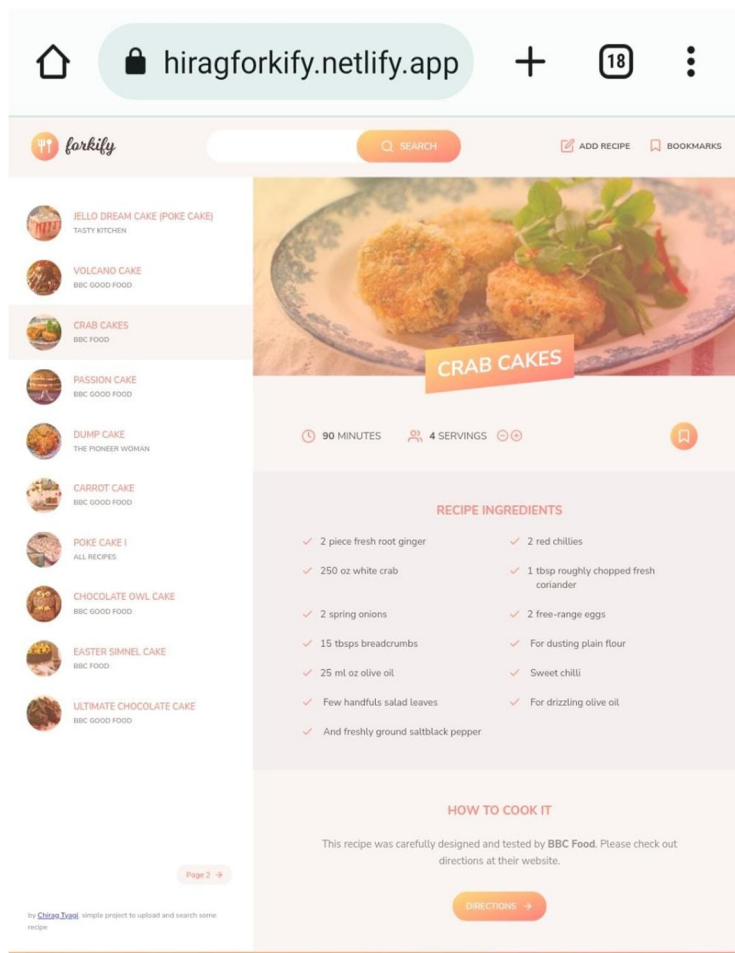 hiragforkify.netlify.app
18
forkify
SEARCH
ADD RECIPE
BOOKMARKS
JELLO DREAM CAKE (POKE CAKE)
TASTY KITCHEN
VOLCANO CAKE
BBC GOOD FOOD
CRAB CAKES
BBC FOOD
PASSION CAKE
BBC GOOD FOOD
DUMP CAKE
THE PIONEER WOMAN
CARROT CAKE
BBC GOOD FOOD
POKE CAKE I
ALL RECIPES
CHOCOLATE OWL CAKE
BBC GOOD FOOD
EASTER SIMNEL CAKE
BBC FOOD
ULTIMATE CHOCOLATE CAKE
BBC GOOD FOOD
Page 2
by Chirag Tyagi. simple project to upload and search some
recipe
CRAB CAKES
90 MINUTES
4 SERVINGS
RECIPE INGREDIENTS
2 piece fresh root ginger
2 red chillies
250 oz white crab
1 tbsp roughly chopped fresh
coriander
2 spring onions
2 free-range eggs
15 tbsps breadcrumbs
For dusting plain flour
25 ml oz olive oil
Sweet chilli
Few handfuls salad leaves
For drizzling olive oil
And freshly ground saltblack pepper
HOW TO COOK IT
This recipe was carefully designed and tested by BBC Food. Please check out
directions at their website.
DIRECTIONS